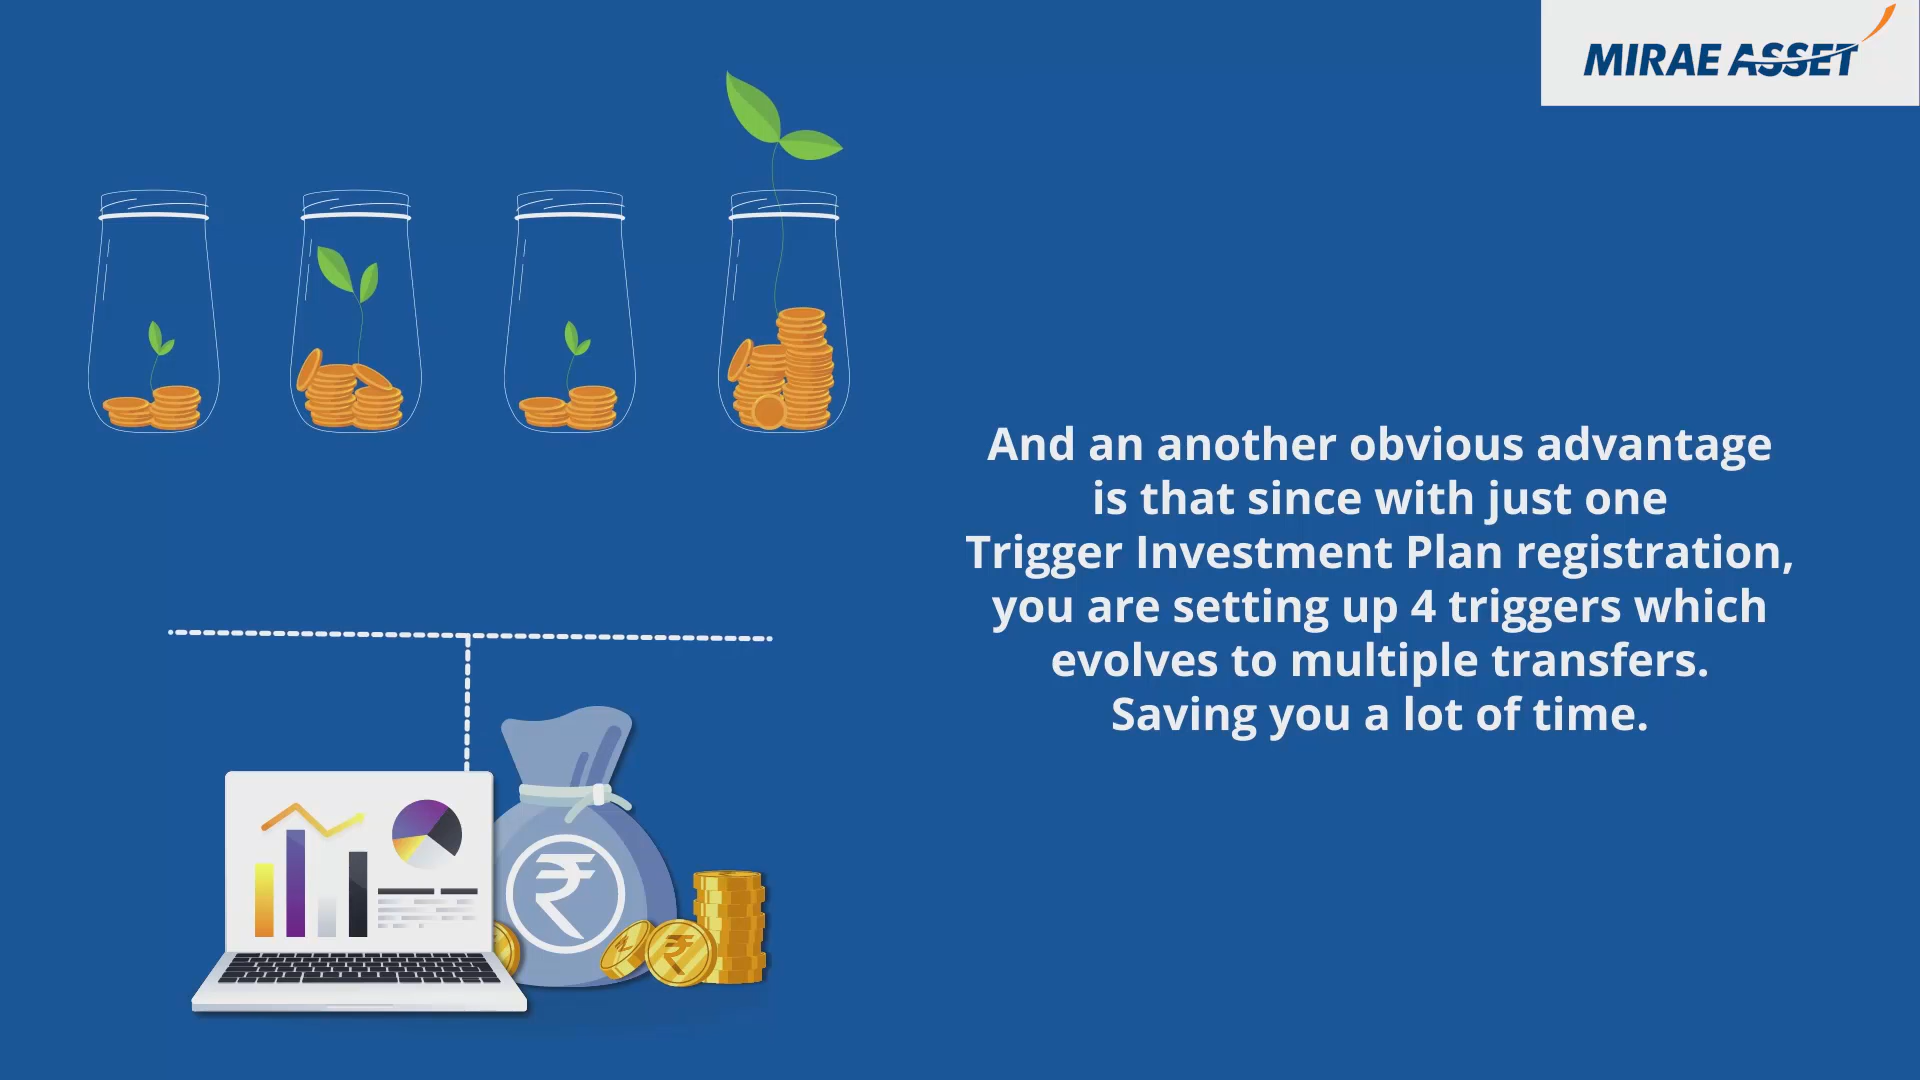 MIRAE ASSET
And an another obvious advantage
is that since with just one
Trigger Investment Plan registration,
you are setting up 4 triggers which
evolves to multiple transfers.
Saving you a lot of time.
₹
₹